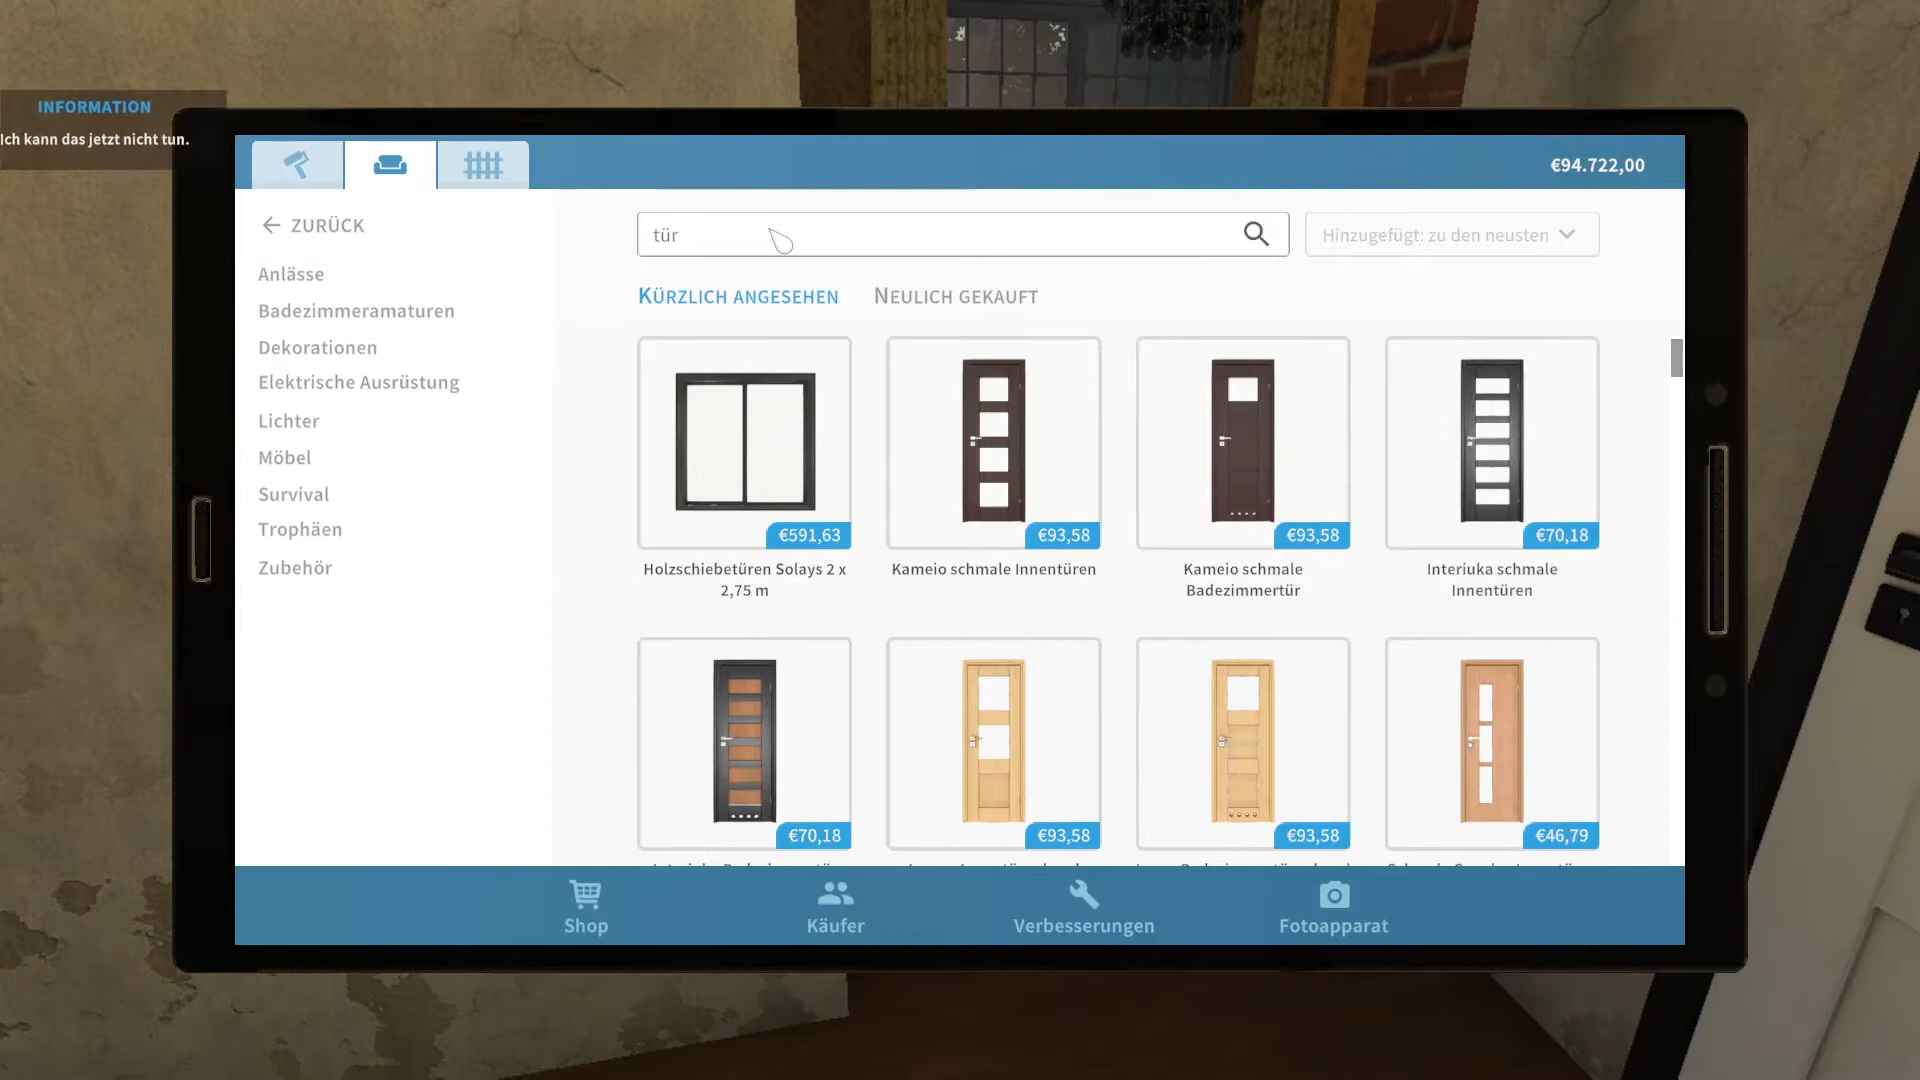 INFORMATION
Ich kann das jetzt nicht tun.
€94.722,00
ZURÜCK
tür
Hinzugefügt: zu den neusten
Anlässe
Badezimmeramaturen
Dekorationen
Elektrische Ausrüstung
Lichter
Möbel
Survival
Trophäen
Zubehör
KÜRZLICH ANGESEHEN
NEULICH GEKAUFT
€591,63
€93,58
€93,58
€70,18
Holzschiebetüren Solays 2 x
2,75 m
Kameio schmale Innentüren
Kameio schmale
Badezimmertür
Interiuka schmale
Innentüren
€70,18
€93,58
€93,58
€46,79
Shop
Käufer
Verbesserungen
Fotoapparat